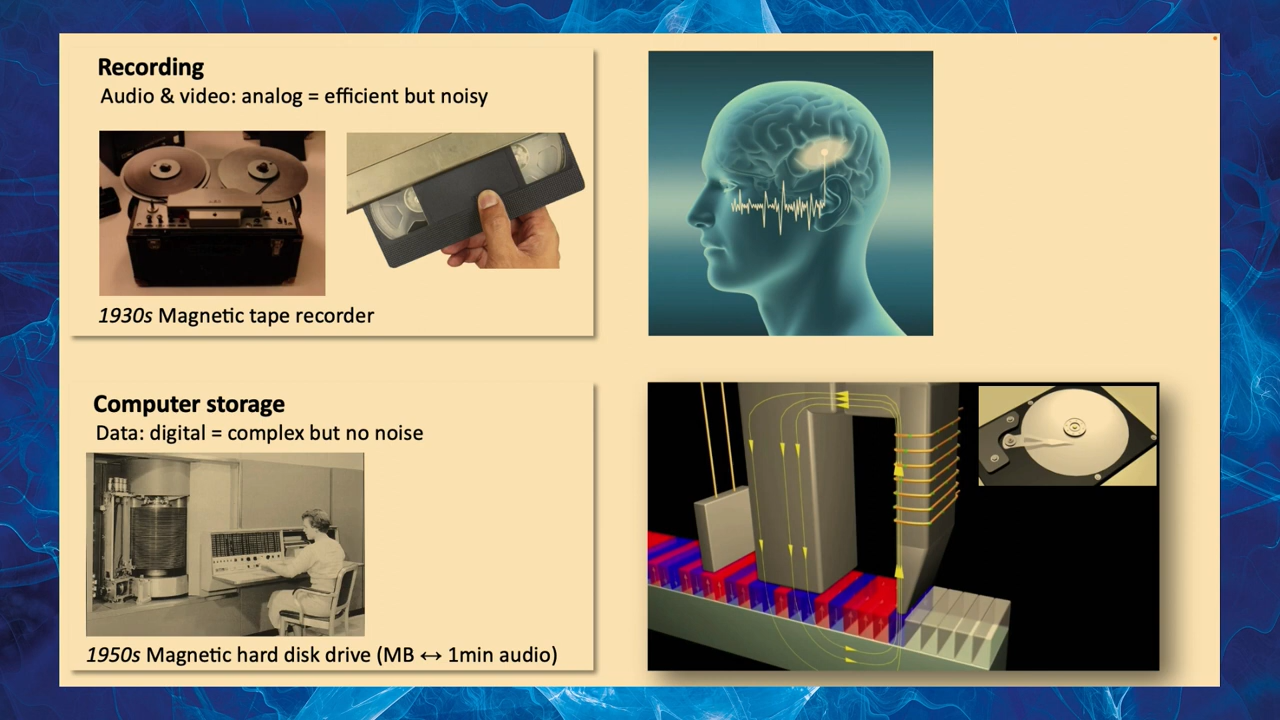 Recording
Audio & video: analog = efficient but noisy
1930s Magnetic tape recorder
Computer storage
Data: digital = complex but no noise
1950s Magnetic hard disk drive (MB ↔ 1min audio)